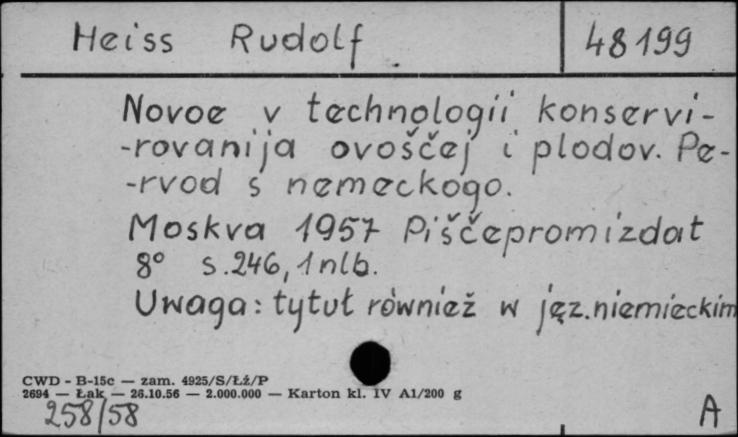 Heiss Rudolf 48199
Novoe v technologii konservi-
-rovanija ovoščej i plodov. Pe-
-rvod s nemeckogo.
Moskva 1957 Piščepromizdat
8° s.246, 1 nlb.
Uwaga: tytuł również w jęz.niemieckim
CWD - B-15c — zam. 4925/S/Łź/P
2694 — Łak — 26.10.56 — 2.000.000 — Karton kl. IV A1/200 g
258/58 A